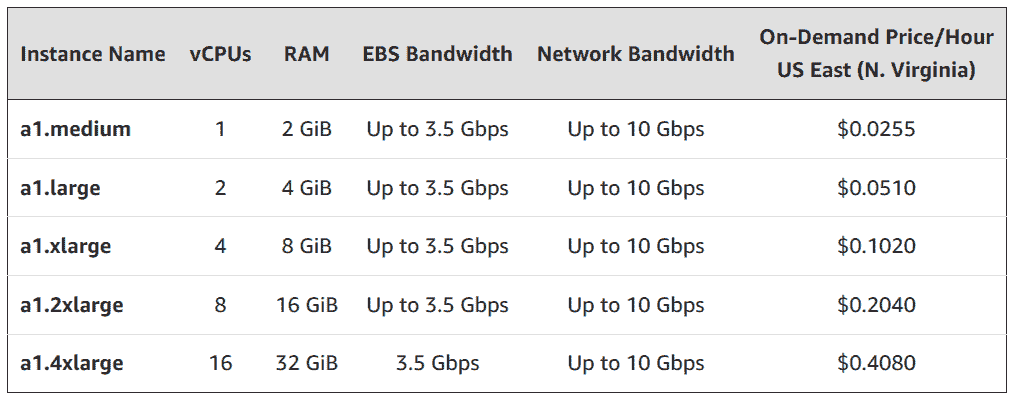 Instance Name vCPUs RAM EBS Bandwidth Network Bandwidth On-Demand Price/Hour
US East (N. Virginia)
a1.medium 1 2 GiB Up to 3.5 Gbps Up to 10 Gbps $0.0255
a1.large 2 4 GiB Up to 3.5 Gbps Up to 10 Gbps $0.0510
a1.xlarge 4 8 GiB Up to 3.5 Gbps Up to 10 Gbps $0.1020
a1.2xlarge 8 16 GiB Up to 3.5 Gbps Up to 10 Gbps $0.2040
a1.4xlarge 16 32 GiB 3.5 Gbps Up to 10 Gbps $0.4080